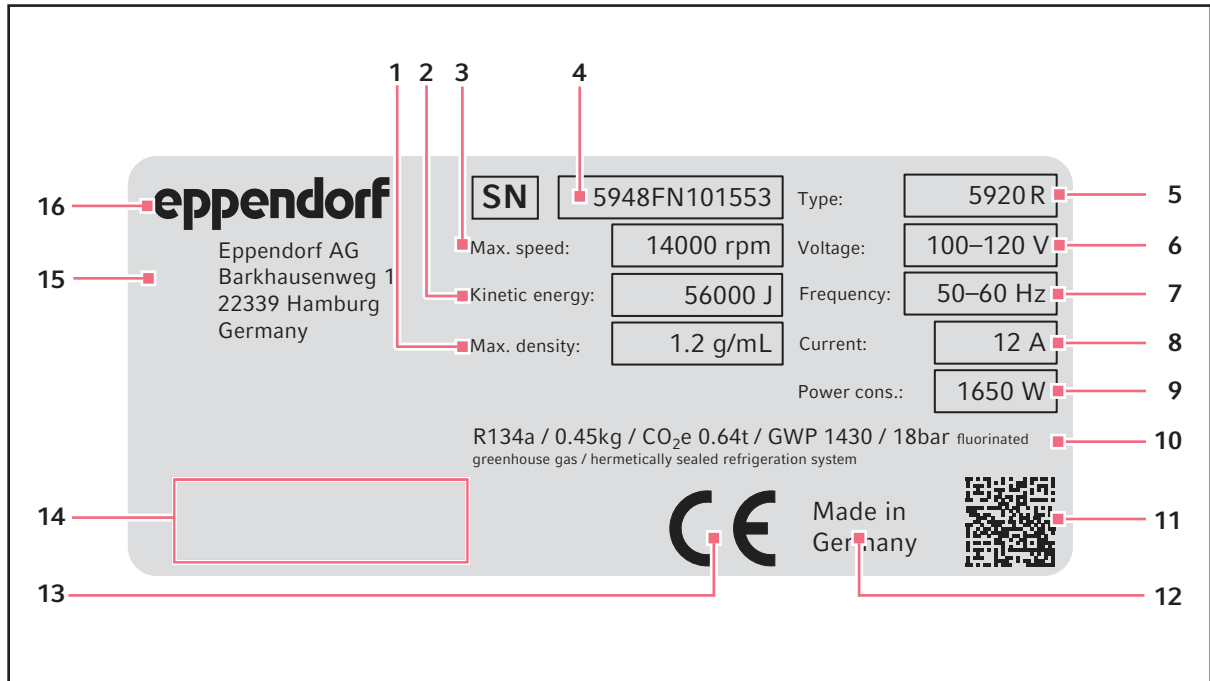 1 2 3 4
16 eppendorf SN 5948FN101553 Type: 5920 R 5
15 Eppendorf AG
Barkhausenweg 1
22339 Hamburg
Germany
Max. speed: 14000 rpm Voltage: 100–120 V 6
Kinetic energy: 56000 J Frequency: 50–60 Hz 7
Max. density: 1.2 g/mL Current: 12 A 8
Power cons.: 1650 W 9
R134a / 0.45kg / CO₂e 0.64t / GWP 1430 / 18bar fluorinated 10
greenhouse gas / hermetically sealed refrigeration system
14 CE Made in 11
Germany
13 12